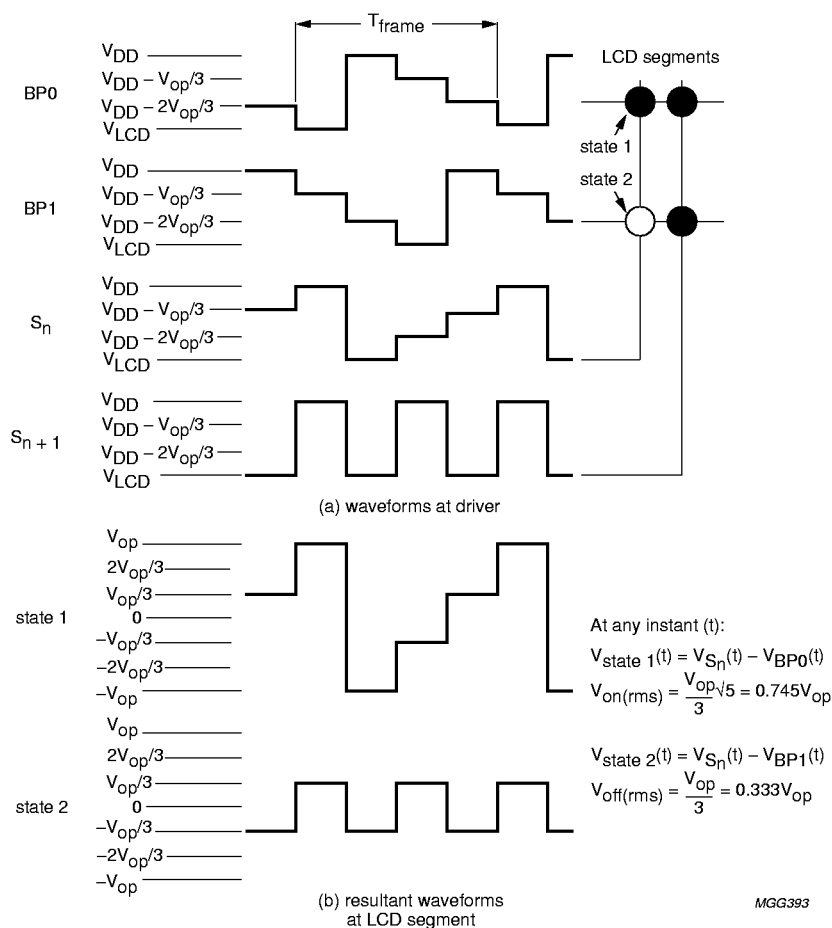 T_frame
BP0
V_DD
V_DD − V_op/3
V_DD − 2V_op/3
V_LCD
LCD segments
state 1
BP1
V_DD
V_DD − V_op/3
V_DD − 2V_op/3
V_LCD
state 2
S_n
V_DD
V_DD − V_op/3
V_DD − 2V_op/3
V_LCD
S_n + 1
V_DD
V_DD − V_op/3
V_DD − 2V_op/3
V_LCD
(a) waveforms at driver
state 1
V_op
2V_op/3
V_op/3
0
−V_op/3
−2V_op/3
−V_op
At any instant (t):
V_state 1(t) = V_Sn(t) − V_BP0(t)
V_on(rms) = V_op/3 √5 = 0.745V_op
state 2
V_op
2V_op/3
V_op/3
0
−V_op/3
−2V_op/3
−V_op
V_state 2(t) = V_Sn(t) − V_BP1(t)
V_off(rms) = V_op/3 = 0.333V_op
(b) resultant waveforms
at LCD segment
MGG393